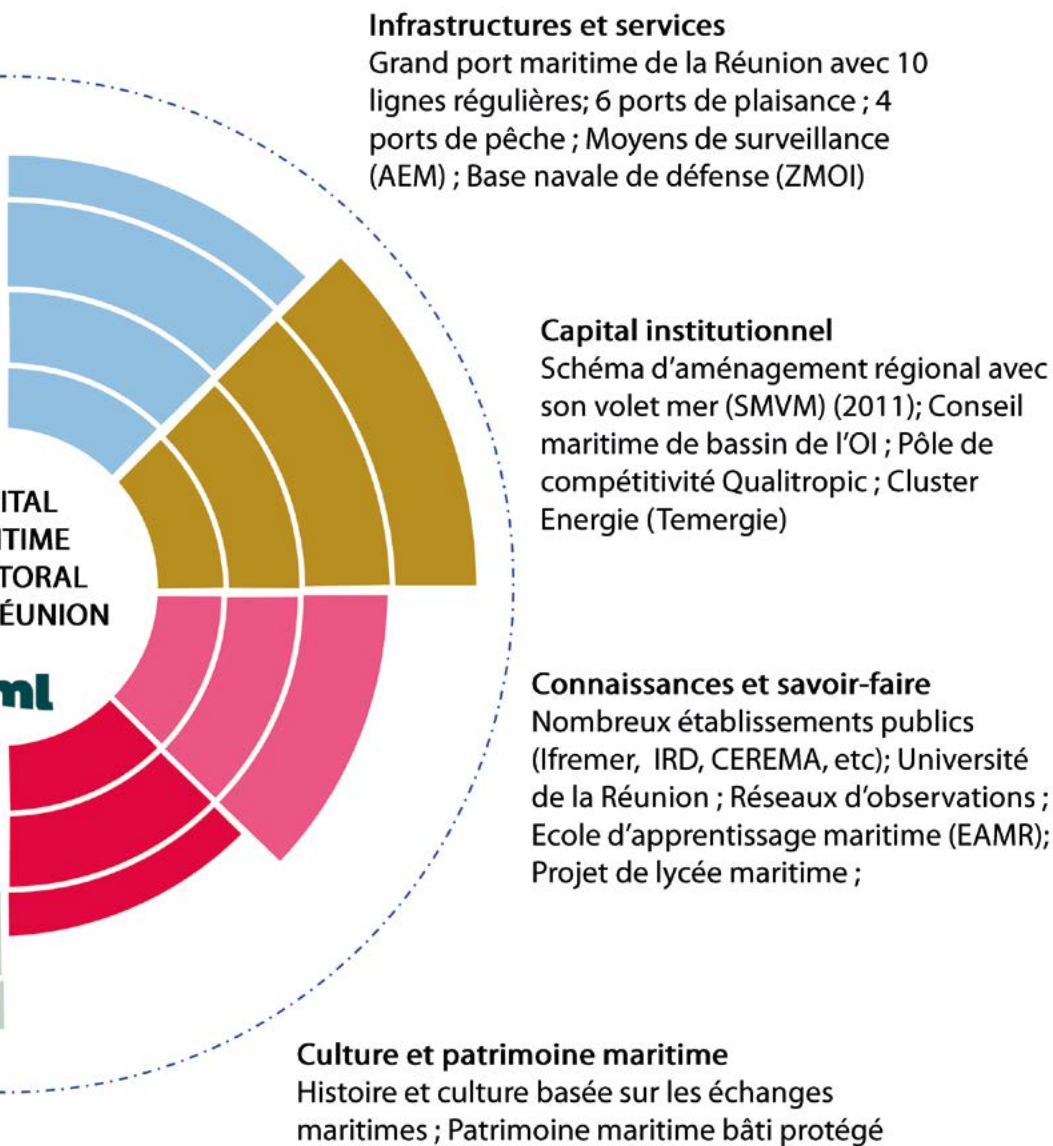 Infrastructures et services
Grand port maritime de la Réunion avec 10
lignes régulières; 6 ports de plaisance ; 4
ports de pêche ; Moyens de surveillance
(AEM) ; Base navale de défense (ZMOI)
Capital institutionnel
Schéma d'aménagement régional avec
son volet mer (SMVM) (2011); Conseil
maritime de bassin de l'OI ; Pôle de
compétitivité Qualitropic ; Cluster
Energie (Temergie)
ITAL
ITIME
TORAL
ÉUNION
ml
Connaissances et savoir-faire
Nombreux établissements publics
(Ifremer, IRD, CEREMA, etc); Université
de la Réunion ; Réseaux d'observations ;
Ecole d'apprentissage maritime (EAMR);
Projet de lycée maritime ;
Culture et patrimoine maritime
Histoire et culture basée sur les échanges
maritimes ; Patrimoine maritime bâti protégé